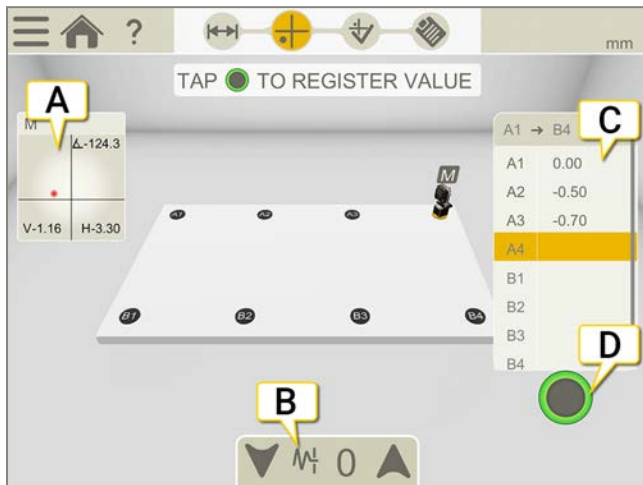 ?
mm
TAP TO REGISTER VALUE
A
M
∡-124.3
V-1.16 H-3.30
M
A1 A2 A3
B1 B2 B3 B4
C
A1 → B4
A1 0.00
A2 -0.50
A3 -0.70
A4
B1
B2
B3
B4
D
B
0